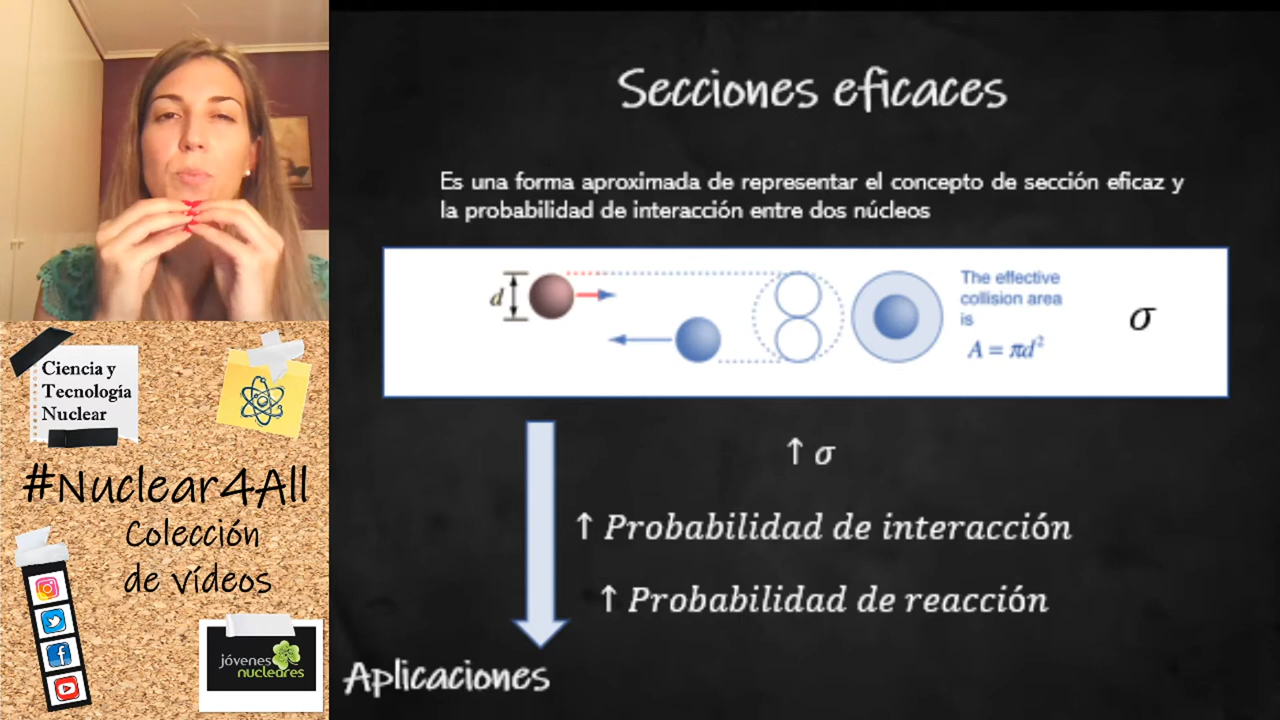 Secciones eficaces
Es una forma aproximada de representar el concepto de sección eficaz y
la probabilidad de interacción entre dos núcleos
d
The effective
collision area
is
A = πd²
σ
↑ σ
↑ Probabilidad de interacción
↑ Probabilidad de reacción
Aplicaciones
Ciencia y
Tecnología
Nuclear
#Nuclear4All
Colección
de vídeos
jóvenes
nucleares